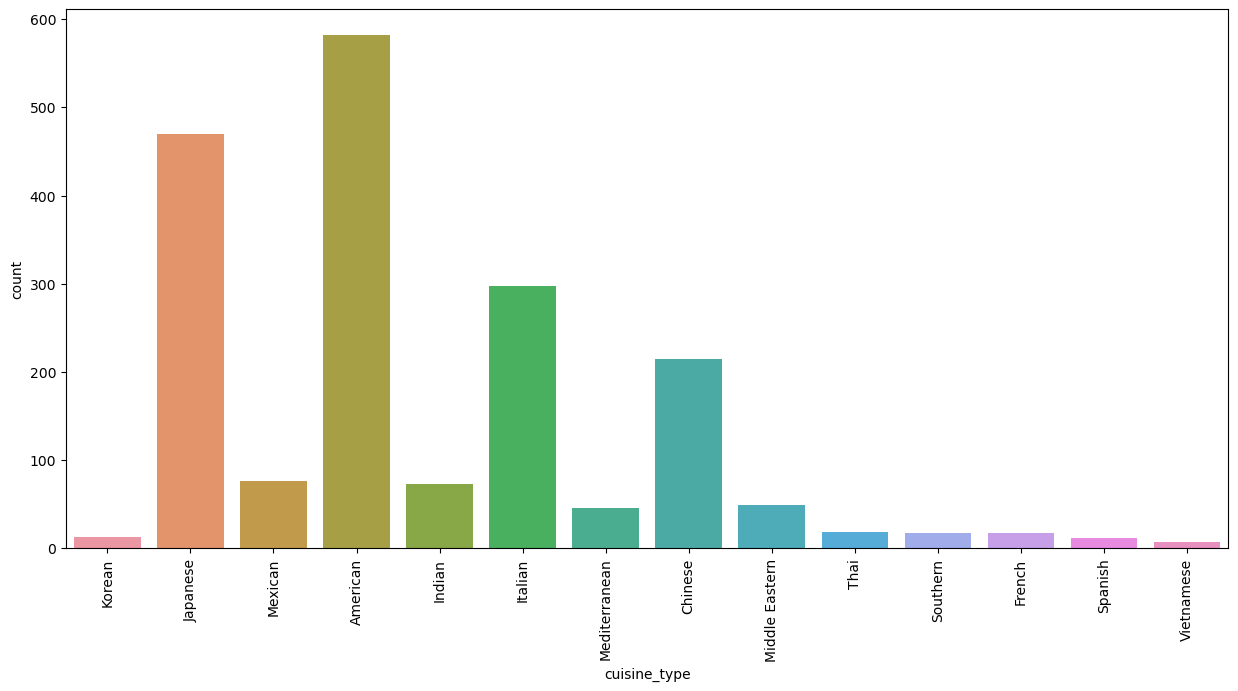 600
500
400
300
200
100
0
count
Korean
Japanese
Mexican
American
Indian
Italian
Mediterranean
Chinese
Middle Eastern
Thai
Southern
French
Spanish
Vietnamese
cuisine_type